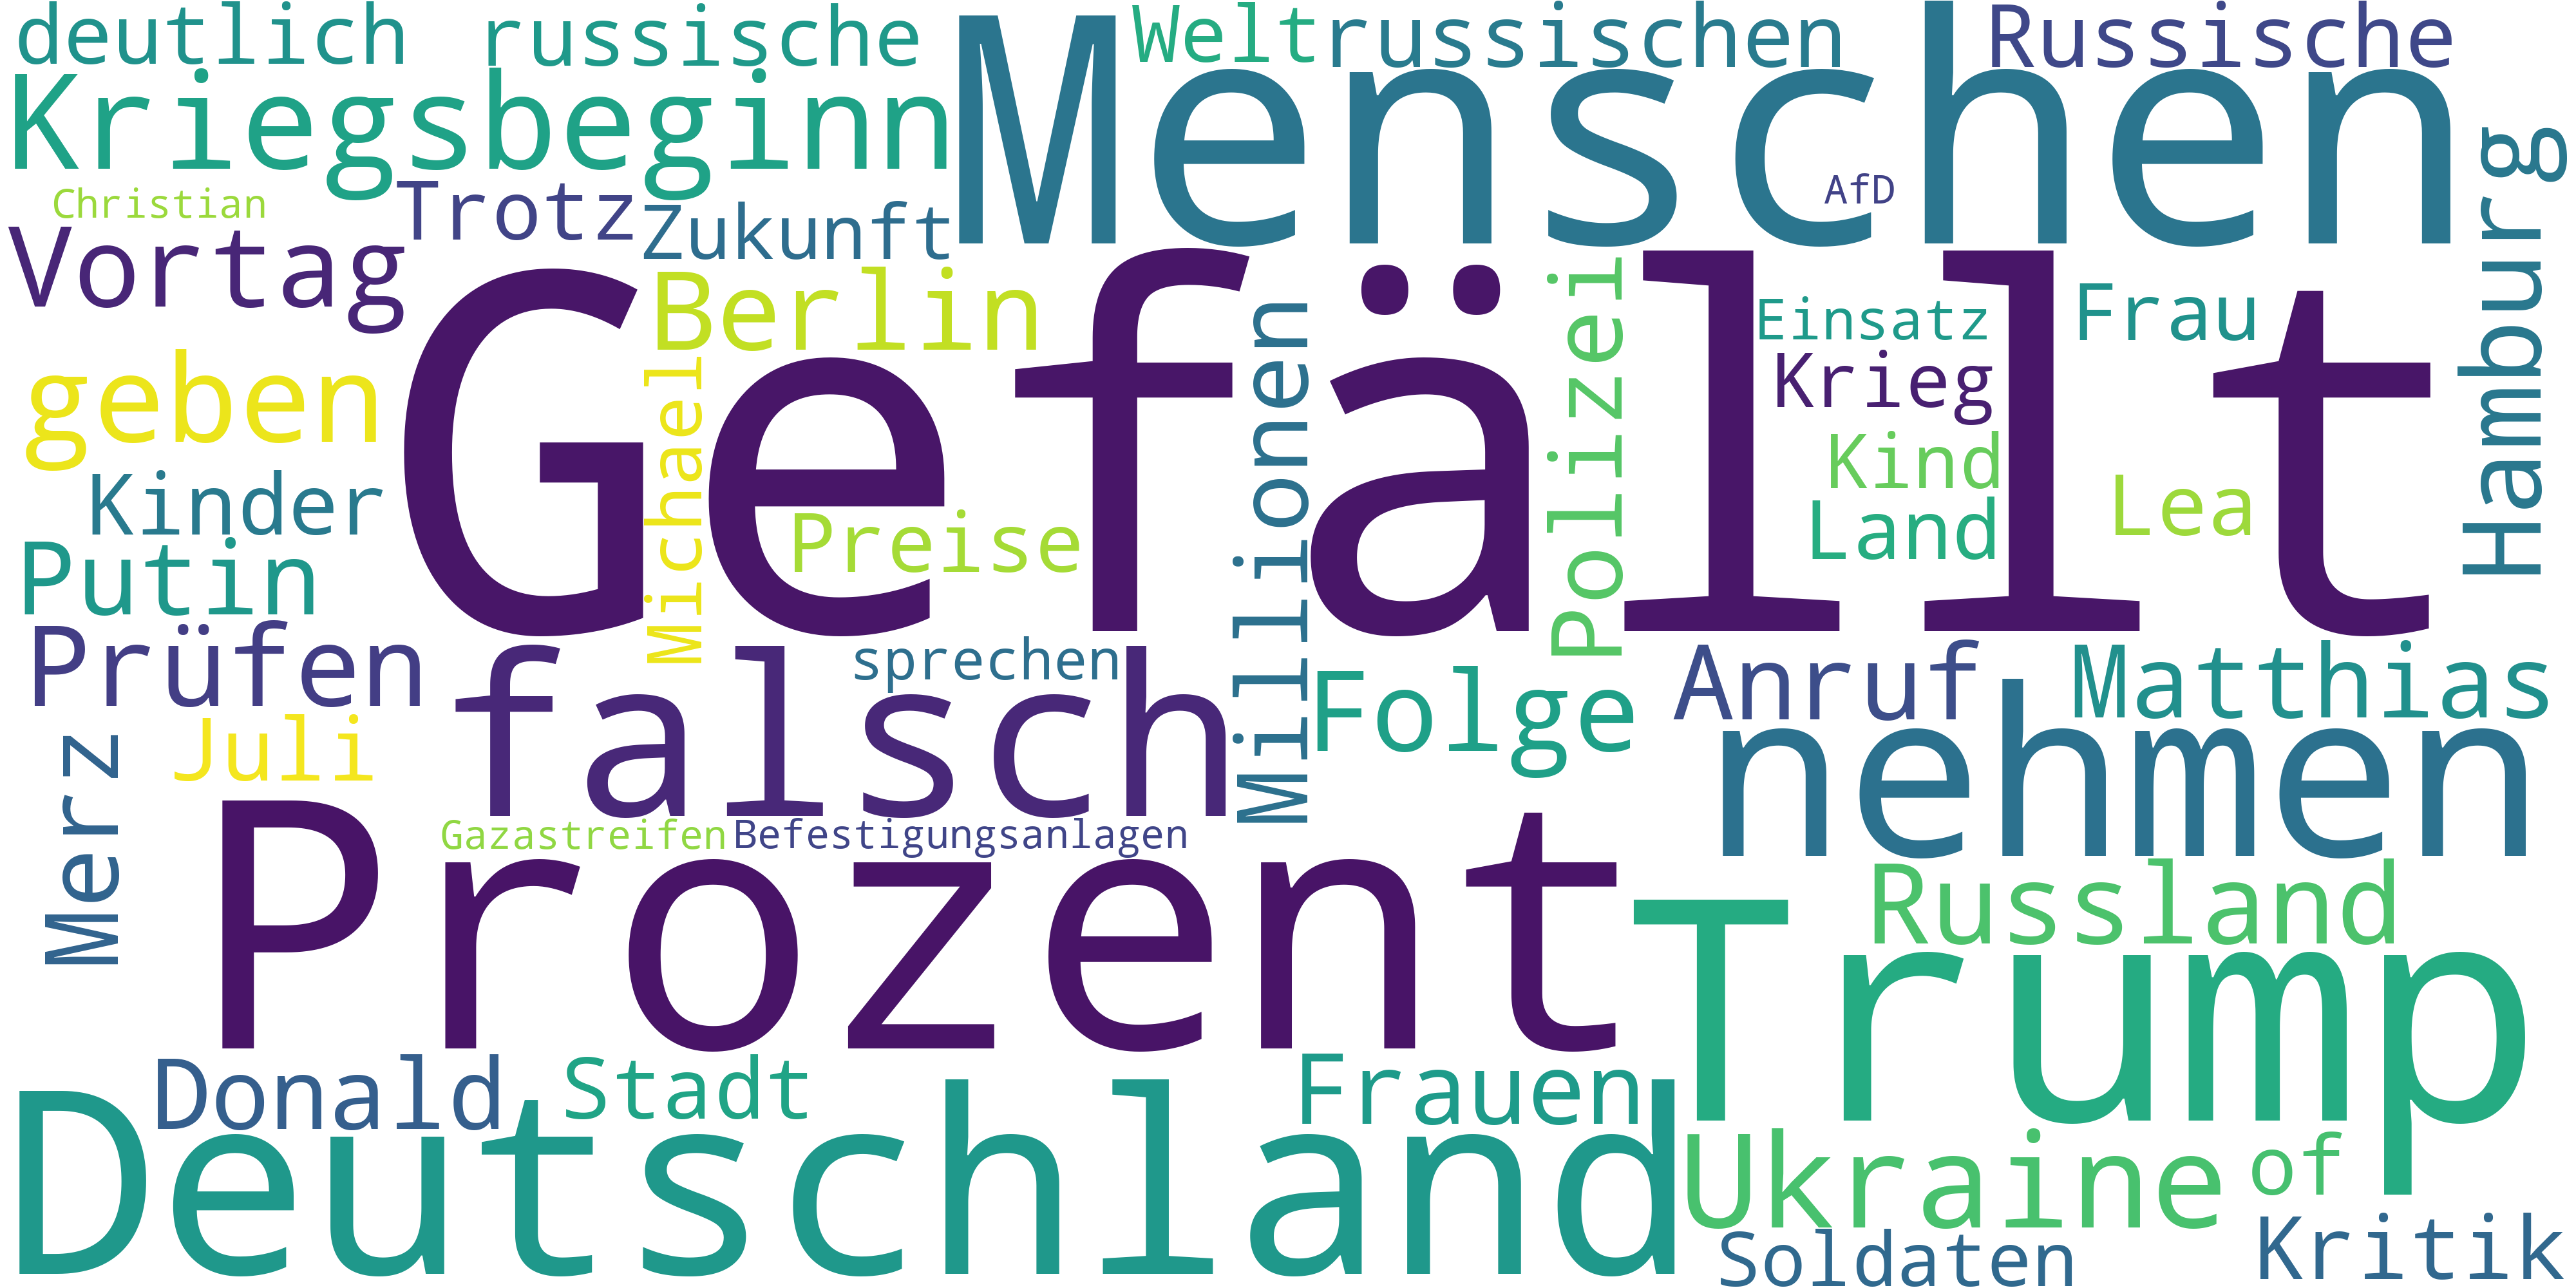 deutlich
russische
Menschen
Welt
russischen
Russische
Kriegsbeginn
Hamburg
Christian
Trotz
Zukunft
AfD
Vortag
Gefällt
Berlin
Millionen
Polizei
Einsatz
Frau
geben
Michael
Krieg
Kinder
Preise
Kind
Lea
Land
Putin
Prüfen
falsch
sprechen
Folge
Anruf
Matthias
Merz
Juli
nehmen
Gazastreifen
Befestigungsanlagen
Prozent
Russland
Trump
Donald
Stadt
Frauen
Deutschland
Ukraine
of
Soldaten
Kritik